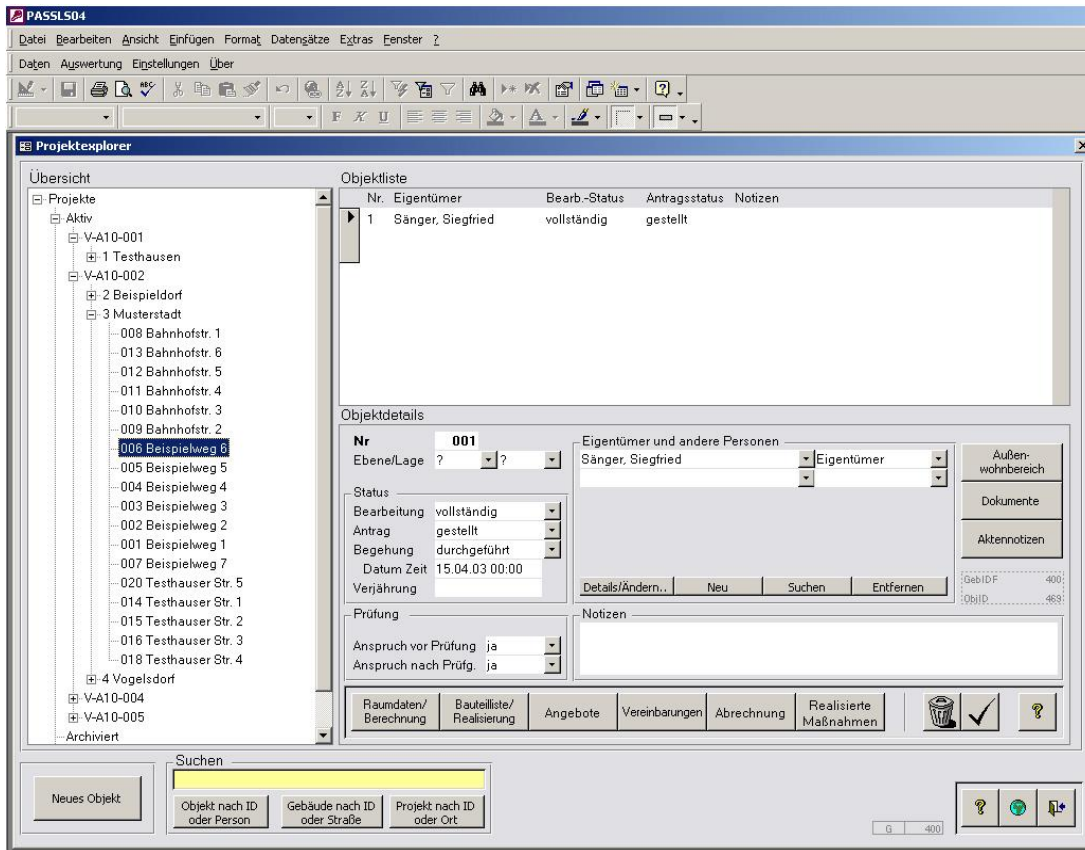 PASSLS04
Datei Bearbeiten Ansicht Einfügen Format Datensätze Extras Fenster ?
Daten Auswertung Einstellungen Über
F K U
Projektexplorer
Übersicht
Projekte
Aktiv
V-A10-001
1 Testhausen
V-A10-002
2 Beispieldorf
3 Musterstadt
008 Bahnhofstr. 1
013 Bahnhofstr. 6
012 Bahnhofstr. 5
011 Bahnhofstr. 4
010 Bahnhofstr. 3
009 Bahnhofstr. 2
006 Beispielweg 6
005 Beispielweg 5
004 Beispielweg 4
003 Beispielweg 3
002 Beispielweg 2
001 Beispielweg 1
007 Beispielweg 7
020 Testhauser Str. 5
014 Testhauser Str. 1
015 Testhauser Str. 2
016 Testhauser Str. 3
018 Testhauser Str. 4
4 Vogelsdorf
V-A10-004
V-A10-005
Archiviert
Objektliste
Nr. Eigentümer Bearb.-Status Antragsstatus Notizen
1 Sänger, Siegfried vollständig gestellt
Objektdetails
Nr 001
Ebene/Lage ? ?
Status
Bearbeitung vollständig
Antrag gestellt
Begehung durchgeführt
Datum Zeit 15.04.03 00:00
Verjährung
Prüfung
Anspruch vor Prüfung ja
Anspruch nach Prüfg. ja
Eigentümer und andere Personen
Sänger, Siegfried Eigentümer
Details/Ändern.. Neu Suchen Entfernen
Notizen
Außen-
wohnbereich
Dokumente
Aktennotizen
GebIDF 400
ObjID 469
Raumdaten/
Berechnung
Bauteilliste/
Realisierung
Angebote
Vereinbarungen
Abrechnung
Realisierte
Maßnahmen
?
Neues Objekt
Suchen
Objekt nach ID
oder Person
Gebäude nach ID
oder Straße
Projekt nach ID
oder Ort
G 400
?